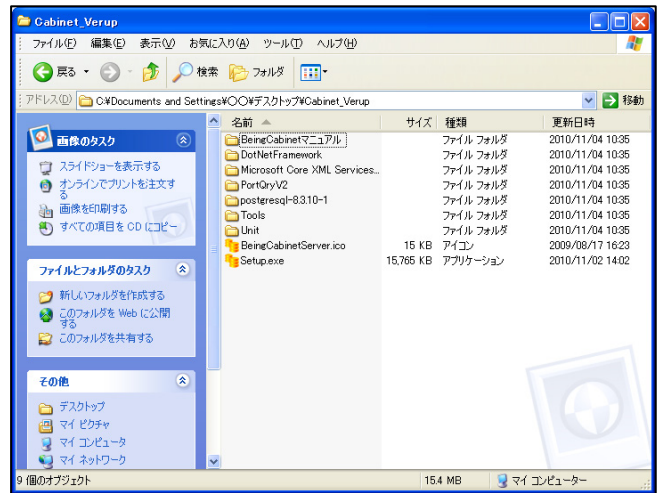 Cabinet_Verup
ファイル(F) 編集(E) 表示(V) お気に入り(A) ツール(T) ヘルプ(H)
戻る 検索 フォルダ
アドレス(D) C:¥Documents and Settings¥〇〇¥デスクトップ¥Cabinet_Verup 移動
名前 サイズ 種類 更新日時
画像のタスク
スライドショーを表示する
オンラインでプリントを注文す
る
画像を印刷する
すべての項目を CD にコピー
ファイルとフォルダのタスク
新しいフォルダを作成する
このフォルダを Web に公開
する
このフォルダを共有する
その他
デスクトップ
マイ ピクチャ
マイ コンピュータ
マイ ネットワーク
BeingCabinetマニュアル ファイル フォルダ 2010/11/04 10:35
DotNetFramework ファイル フォルダ 2010/11/04 10:35
Microsoft Core XML Services... ファイル フォルダ 2010/11/04 10:35
PortQryV2 ファイル フォルダ 2010/11/04 10:35
postgresql-8.3.10-1 ファイル フォルダ 2010/11/04 10:35
Tools ファイル フォルダ 2010/11/04 10:35
Unit ファイル フォルダ 2010/11/04 10:35
BeingCabinetServer.ico 15 KB アイコン 2009/08/17 16:23
Setup.exe 15,765 KB アプリケーション 2010/11/02 14:02
9 個のオブジェクト 15.4 MB マイ コンピューター